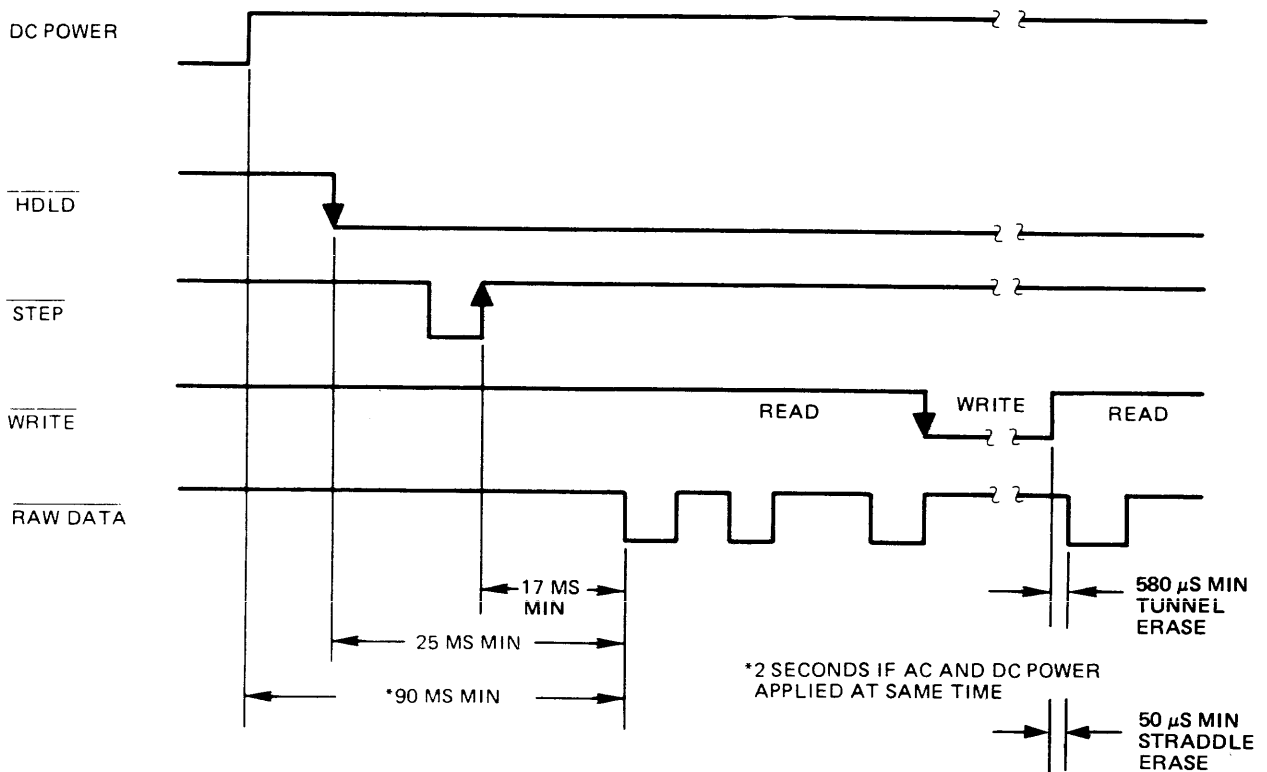 DC POWER
HDLD
STEP
WRITE
READ
WRITE
READ
RAW DATA
17 MS
MIN
580 µS MIN
TUNNEL
ERASE
25 MS MIN
*2 SECONDS IF AC AND DC POWER
APPLIED AT SAME TIME
*90 MS MIN
50 µS MIN
STRADDLE
ERASE